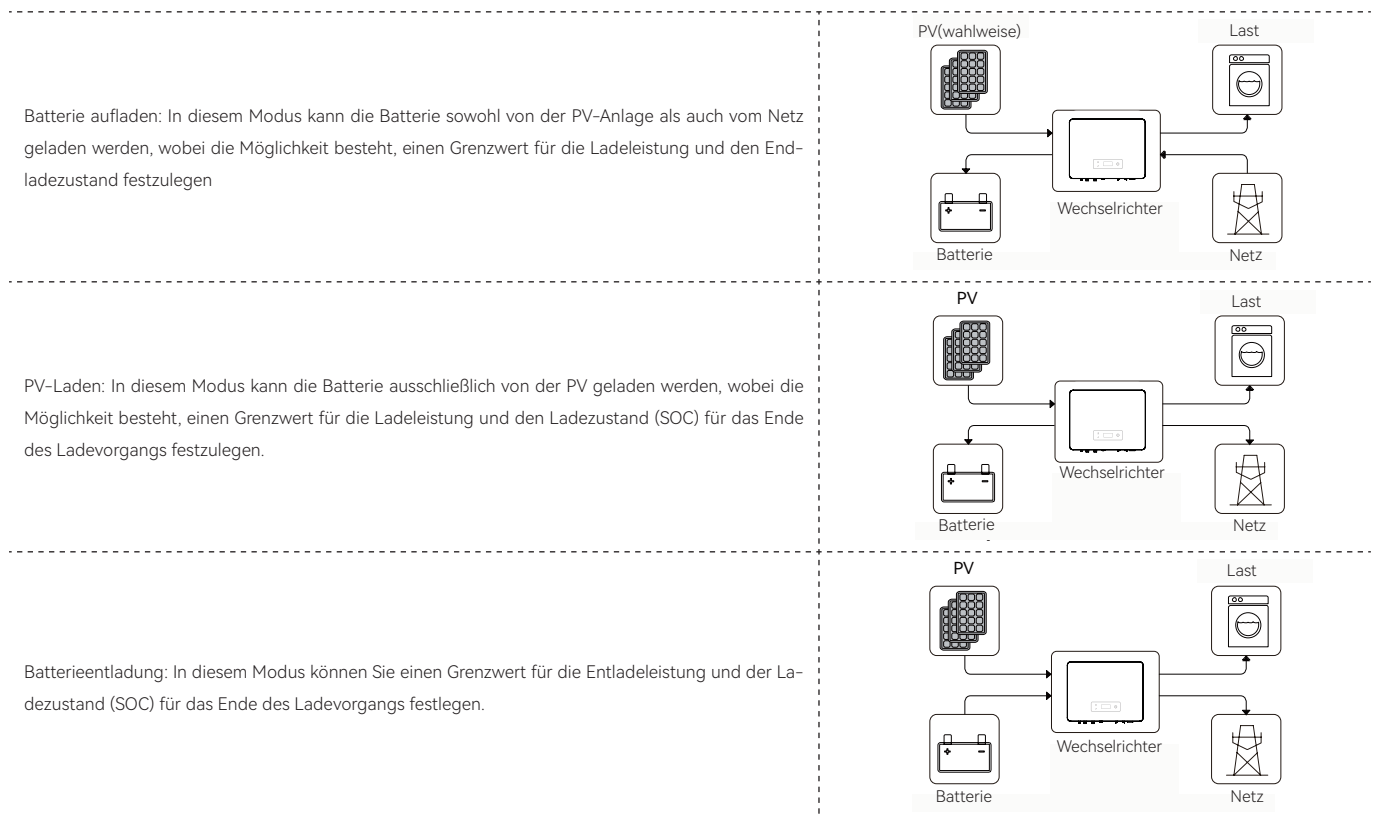 PV(wahlweise)
Last
Batterie aufladen: In diesem Modus kann die Batterie sowohl von der PV-Anlage als auch vom Netz
geladen werden, wobei die Möglichkeit besteht, einen Grenzwert für die Ladeleistung und den End-
ladezustand festzulegen
Wechselrichter
Batterie
Netz
PV
Last
PV-Laden: In diesem Modus kann die Batterie ausschließlich von der PV geladen werden, wobei die
Möglichkeit besteht, einen Grenzwert für die Ladeleistung und den Ladezustand (SOC) für das Ende
des Ladevorgangs festzulegen.
Wechselrichter
Batterie
Netz
PV
Last
Batterieentladung: In diesem Modus können Sie einen Grenzwert für die Entladeleistung und der La-
dezustand (SOC) für das Ende des Ladevorgangs festlegen.
Wechselrichter
Batterie
Netz